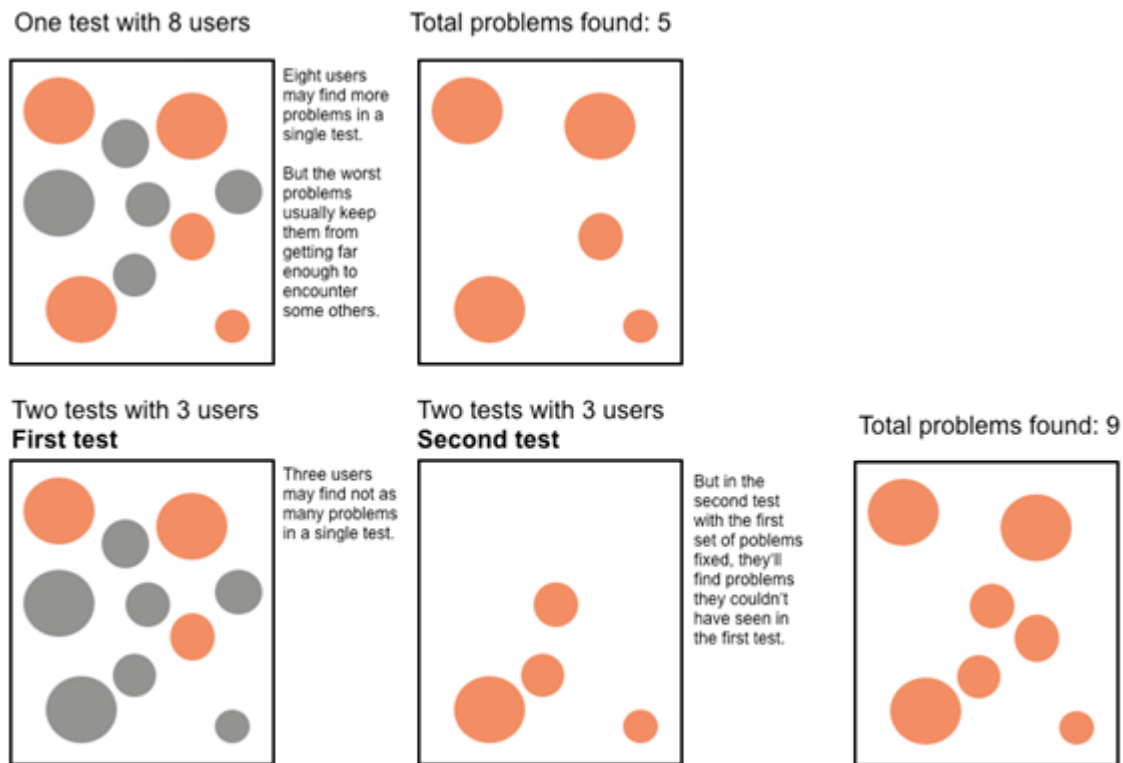 One test with 8 users
Total problems found: 5
Eight users
may find more
problems in a
single test.
But the worst
problems
usually keep
them from
getting far
enough to
encounter
some others.
Two tests with 3 users
First test
Two tests with 3 users
Second test
Total problems found: 9
Three users
may find not as
many problems
in a single test.
But in the
second test
with the first
set of poblems
fixed, they'll
find problems
they couldn't
have seen in
the first test.